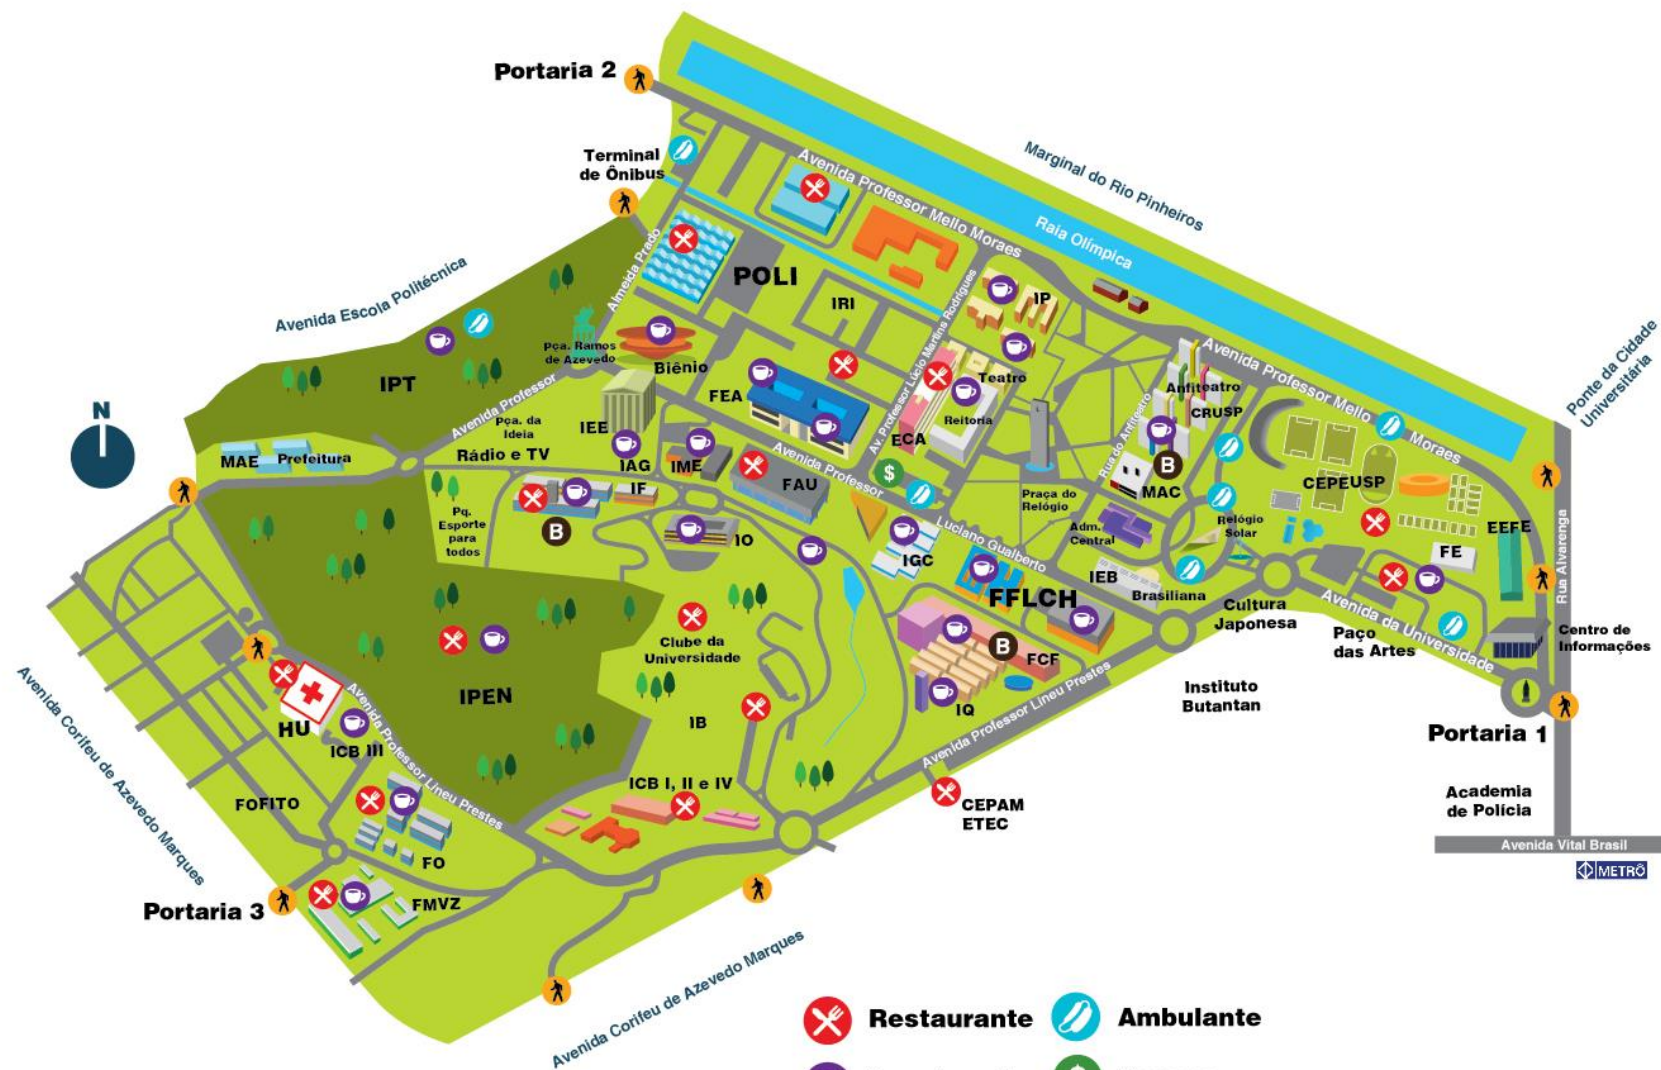 Portaria 2
Marginal do Rio Pinheiros
Terminal
de Ônibus
Avenida Professor Mello Moraes
Raia Olímpica
Ponte da Cidade
Universitária
Avenida Escola Politécnica
Almeida Prado
POLI
IRI
Av. Professor Lúcio Martins Rodrigues
IP
Pça. Ramos
de Azevedo
Biênio
Teatro
Avenida Professor Mello Moraes
Anfiteatro
CRUSP
IPT
FEA
Reitoria
Rua do Anfiteatro
N
Avenida Professor
Pça. da
Ideia
IEE
ECA
MAE
Prefeitura
Rádio e TV
IAG
IME
Avenida Professor
FAU
B
MAC
CEPEUSP
IF
Praça do
Relógio
Pq.
Esporte
para
todos
B
IO
Luciano Gualberto
Adm.
Central
Relógio
Solar
EEFE
Rua Alvarenga
IGC
FE
IEB
Brasiliana
FFLCH
Cultura
Japonesa
Avenida da Universidade
Paço
das Artes
Centro de
Informações
Clube da
Universidade
B
FCF
IPEN
IB
IQ
Instituto
Butantan
Avenida Professor Lineu Prestes
Portaria 1
HU
ICB III
Avenida Professor Lineu Prestes
Avenida Corifeu de Azevedo Marques
ICB I, II e IV
FOFITO
CEPAM
ETEC
Academia
de Polícia
FO
Avenida Vital Brasil
METRÔ
Portaria 3
FMVZ
Avenida Corifeu de Azevedo Marques
Restaurante
Ambulante
$